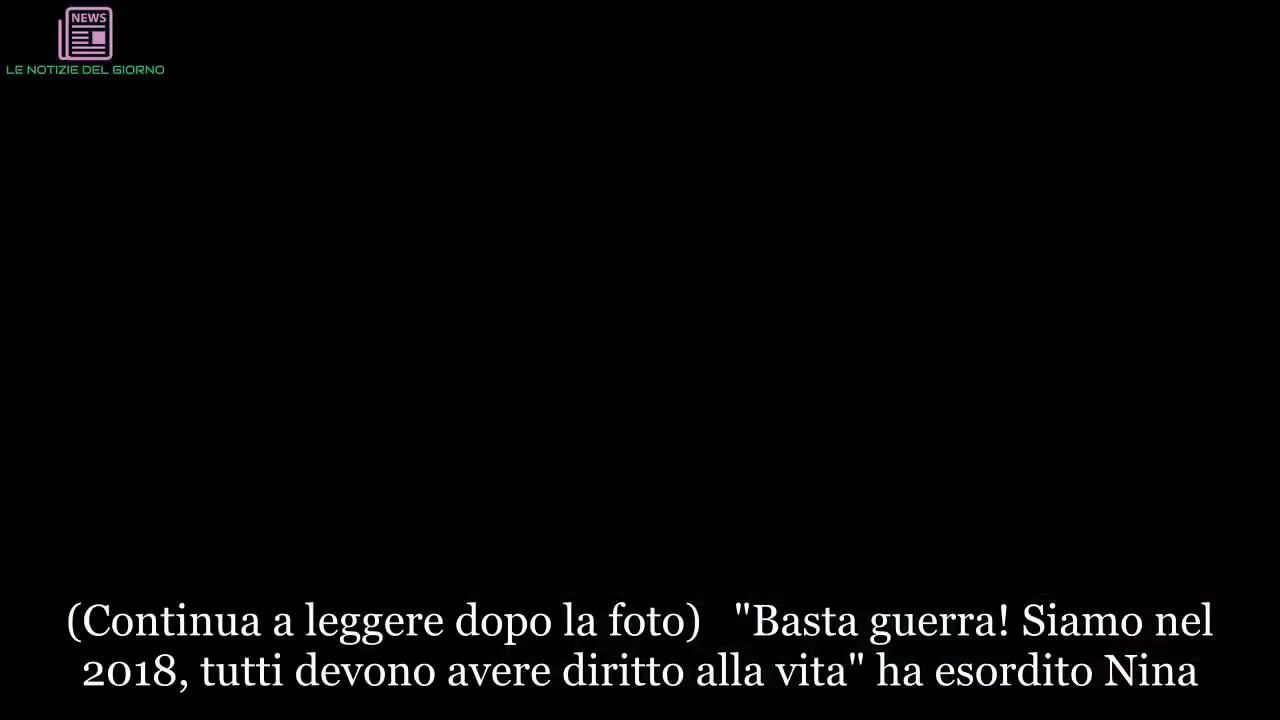 NEWS
LE NOTIZIE DEL GIORNO
(Continua a leggere dopo la foto)   "Basta guerra! Siamo nel
2018, tutti devono avere diritto alla vita" ha esordito Nina